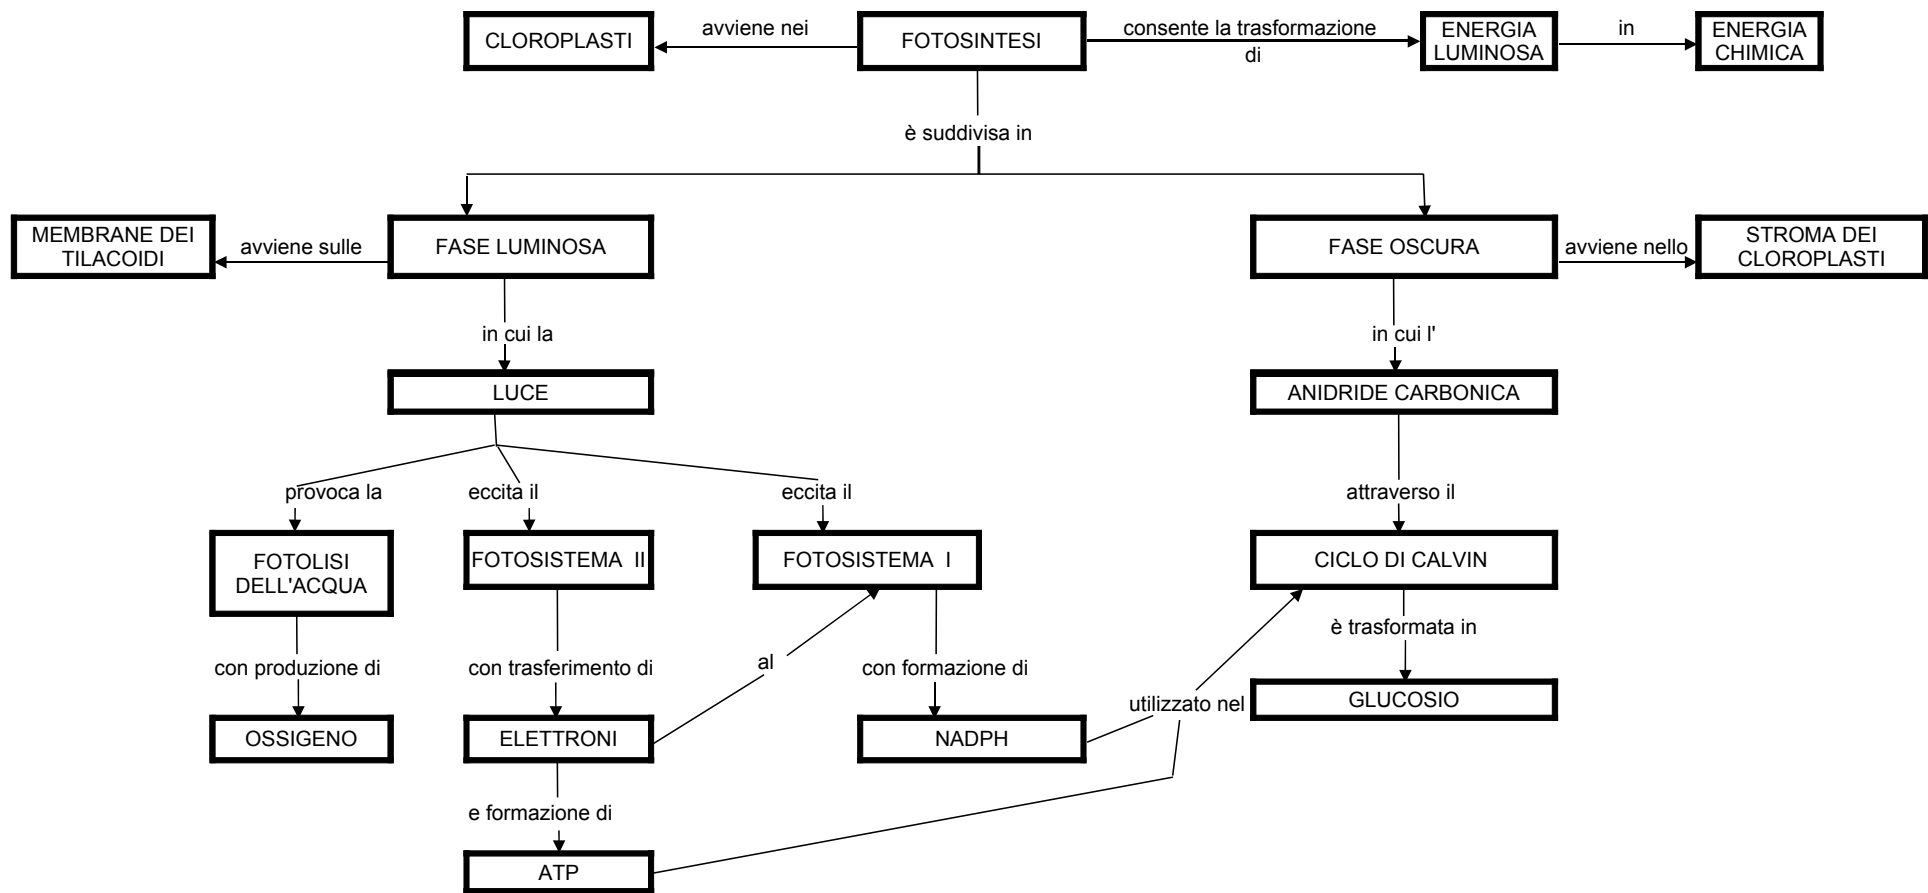 CLOROPLASTI
avviene nei
FOTOSINTESI
consente la trasformazione
di
ENERGIA
LUMINOSA
in
ENERGIA
CHIMICA
è suddivisa in
MEMBRANE DEI
TILACOIDI
avviene sulle
FASE LUMINOSA
FASE OSCURA
avviene nello
STROMA DEI
CLOROPLASTI
in cui la
in cui l'
LUCE
ANIDRIDE CARBONICA
provoca la
eccita il
eccita il
attraverso il
FOTOLISI
DELL'ACQUA
FOTOSISTEMA II
FOTOSISTEMA I
CICLO DI CALVIN
è trasformata in
con produzione di
con trasferimento di
al
con formazione di
utilizzato nel
GLUCOSIO
OSSIGENO
ELETTRONI
NADPH
e formazione di
ATP